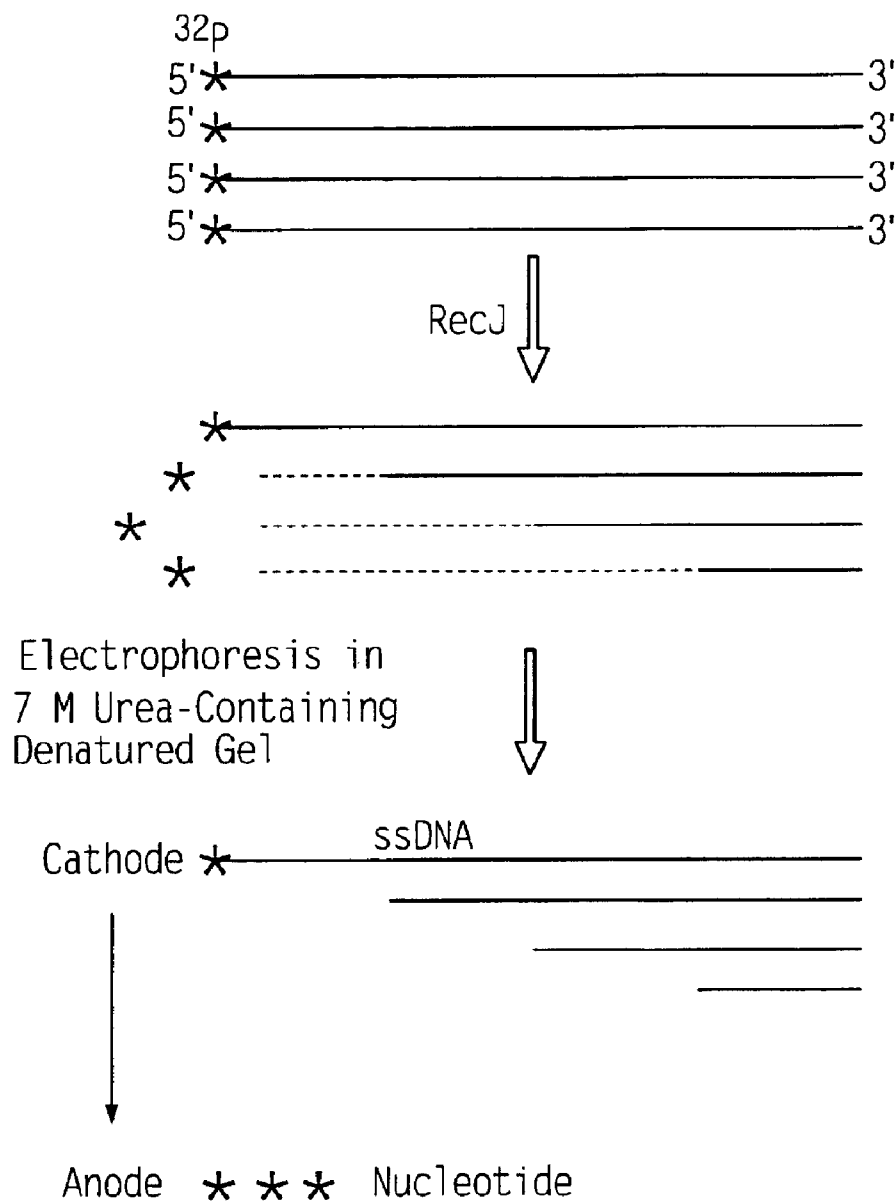 32p
5' * 3'
5' *
5' * 3'
5' * 3'
RecJ
*
*
*
*
Electrophoresis in
7 M Urea-Containing
Denatured Gel
ssDNA
Cathode *
Anode * * * Nucleotide